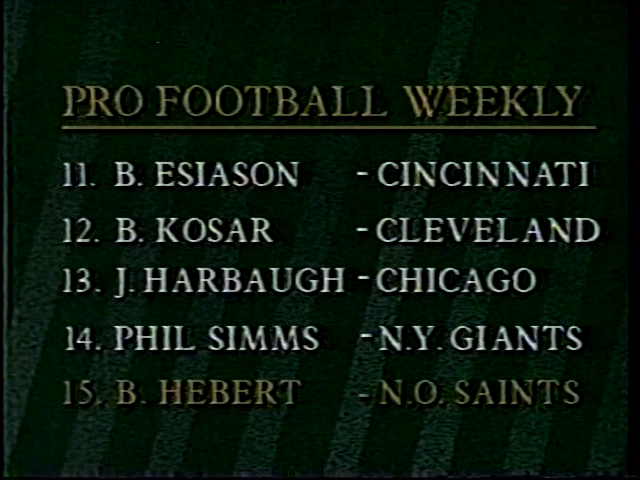 PRO FOOTBALL WEEKLY
11. B. ESIASON - CINCINNATI
12. B. KOSAR - CLEVELAND
13. J. HARBAUGH - CHICAGO
14. PHIL SIMMS - N.Y. GIANTS
15. B. HEBERT - N.O. SAINTS